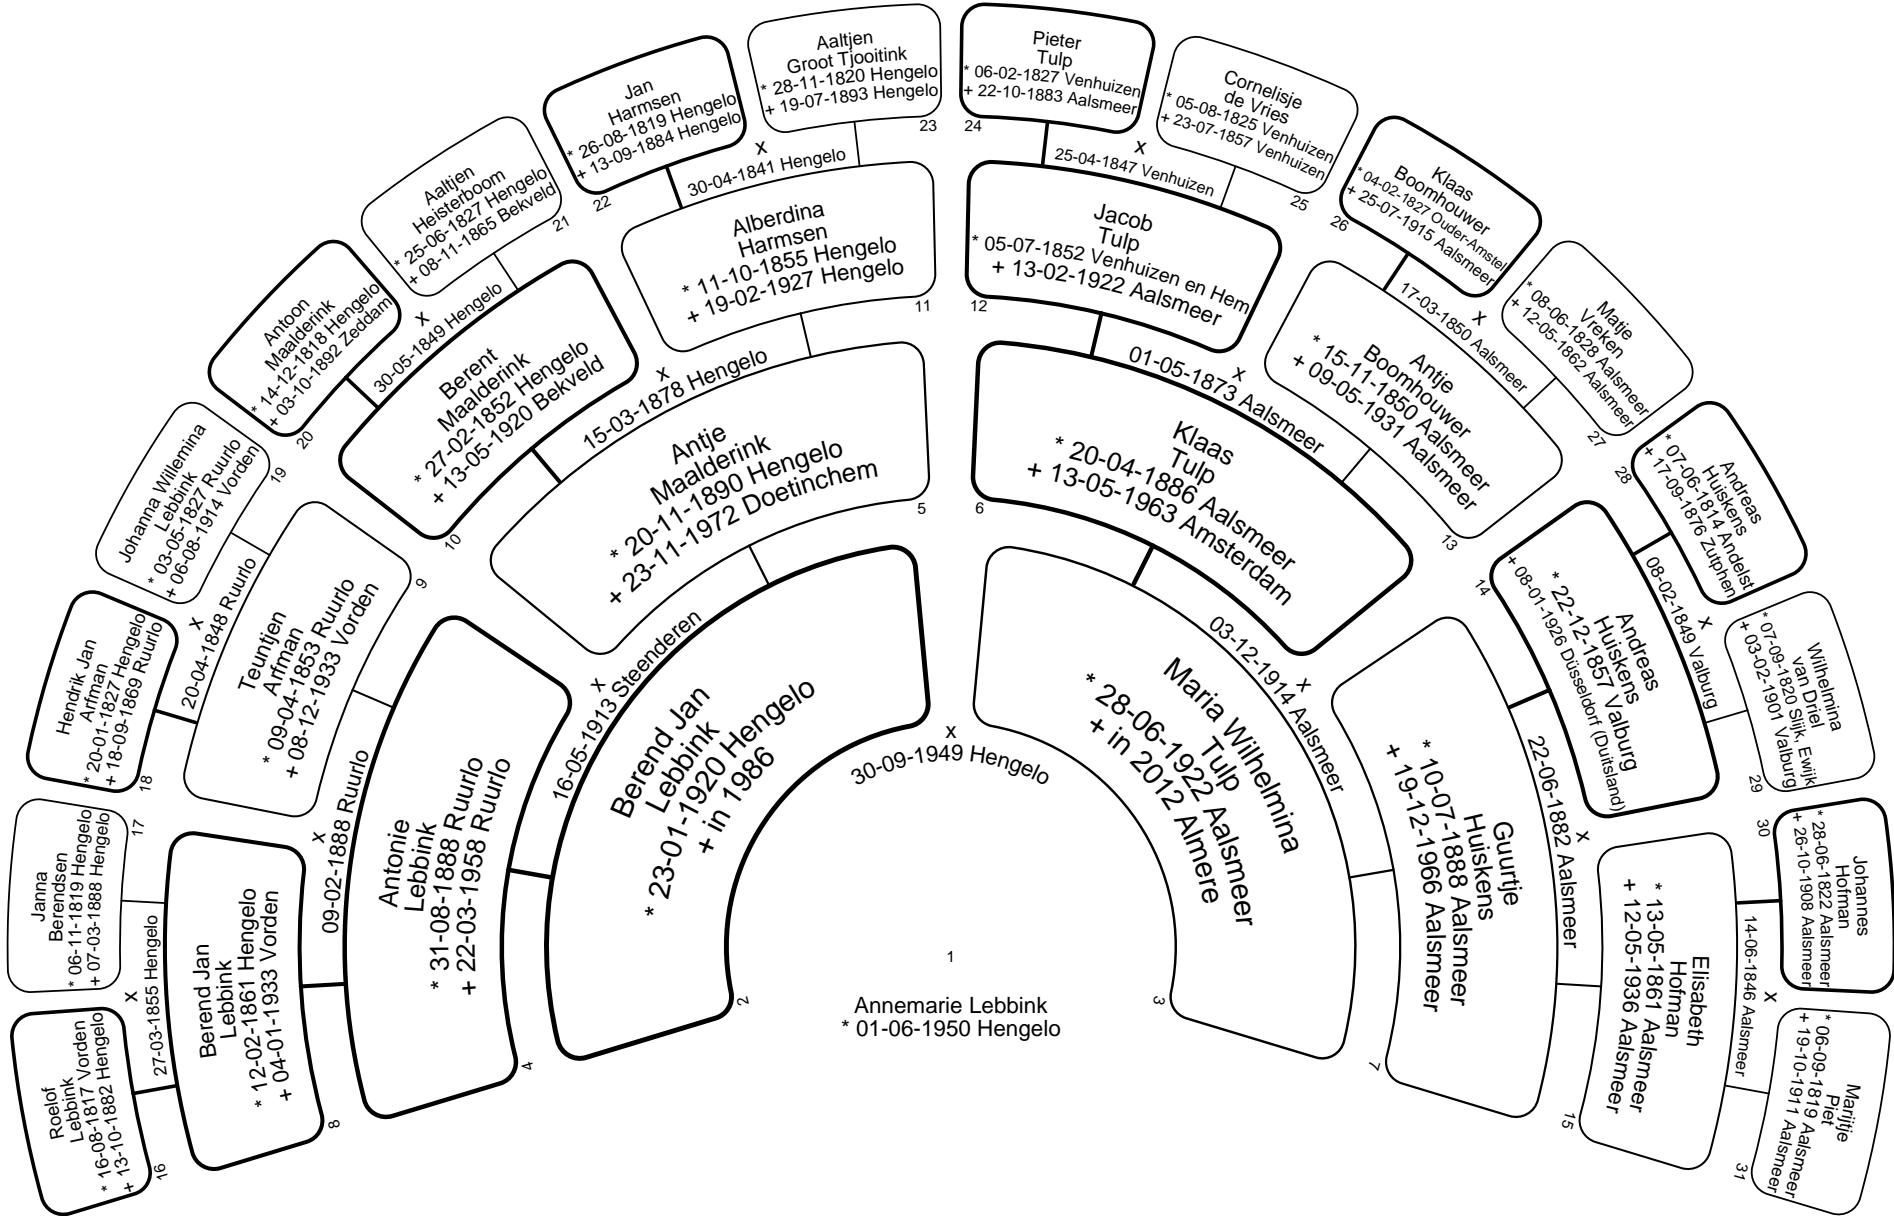 1
Annemarie Lebbink
* 01-06-1950 Hengelo
2
Berend Jan
Lebbink
* 23-01-1920 Hengelo
+ in 1986
x
30-09-1949 Hengelo
3
Maria Wilhelmina
Tulp
* 28-06-1922 Aalsmeer
+ in 2012 Almere
4
Antonie
Lebbink
* 31-08-1888 Ruurlo
+ 22-03-1958 Ruurlo
x
16-05-1913 Steenderen
5
Antje
Maalderink
* 20-11-1890 Hengelo
+ 23-11-1972 Doetinchem
6
Klaas
Tulp
* 20-04-1886 Aalsmeer
+ 13-05-1963 Amsterdam
x
03-12-1914 Aalsmeer
7
Guurtje
Huiskens
* 10-07-1888 Aalsmeer
+ 19-12-1966 Aalsmeer
8
Berend Jan
Lebbink
* 12-02-1861 Hengelo
+ 04-01-1933 Vorden
x
09-02-1888 Ruurlo
9
Teuntjen
Arfman
* 09-04-1853 Ruurlo
+ 08-12-1933 Vorden
10
Berent
Maalderink
* 27-02-1852 Hengelo
+ 13-05-1920 Bekveld
x
15-03-1878 Hengelo
11
Alberdina
Harmsen
* 11-10-1855 Hengelo
+ 19-02-1927 Hengelo
12
Jacob
Tulp
* 05-07-1852 Venhuizen en Hem
+ 13-02-1922 Aalsmeer
x
01-05-1873 Aalsmeer
13
Antje
Boomhouwer
* 15-11-1850 Aalsmeer
+ 09-05-1931 Aalsmeer
14
Andreas
Huiskens
* 22-12-1857 Valburg
+ 08-01-1926 Düsseldorf (Duitsland)
x
22-06-1882 Aalsmeer
15
Elisabeth
Hofman
* 13-05-1861 Aalsmeer
+ 12-05-1936 Aalsmeer
16
Roelof
Lebbink
* 16-08-1817 Vorden
+ 13-10-1882 Hengelo
x
27-03-1855 Hengelo
17
Janna
Berendsen
* 06-11-1819 Hengelo
+ 07-03-1888 Hengelo
18
Hendrik Jan
Arfman
* 20-01-1827 Hengelo
+ 18-09-1869 Ruurlo
x
20-04-1848 Ruurlo
19
Johanna Willemina
Lebbink
* 03-05-1827 Ruurlo
+ 06-08-1914 Vorden
20
Antoon
Maalderink
* 14-12-1818 Hengelo
+ 03-10-1892 Zeddam
x
30-05-1849 Hengelo
21
Aaltjen
Heisterboom
* 25-06-1827 Hengelo
+ 08-11-1865 Bekveld
22
Jan
Harmsen
* 26-08-1819 Hengelo
+ 13-09-1884 Hengelo
x
30-04-1841 Hengelo
23
Aaltjen
Groot Tjooitink
* 28-11-1820 Hengelo
+ 19-07-1893 Hengelo
24
Pieter
Tulp
* 06-02-1827 Venhuizen
+ 22-10-1883 Aalsmeer
x
25-04-1847 Venhuizen
25
Cornelisje
de Vries
* 05-08-1825 Venhuizen
+ 23-07-1857 Venhuizen
26
Klaas
Boomhouwer
* 04-02-1827 Ouder-Amstel
+ 25-07-1915 Aalsmeer
x
17-03-1850 Aalsmeer
27
Matje
Vreken
* 08-06-1828 Aalsmeer
+ 12-05-1862 Aalsmeer
28
Andreas
Huiskens
* 07-06-1814 Andelst
+ 17-09-1876 Zutphen
x
08-02-1849 Valburg
29
Wilhelmina
van Driel
* 07-09-1820 Slijk, Ewijk
+ 03-02-1901 Valburg
30
Johannes
Hofman
* 28-06-1822 Aalsmeer
+ 26-10-1908 Aalsmeer
x
14-06-1846 Aalsmeer
31
Marijtje
Piet
* 06-09-1819 Aalsmeer
+ 19-10-1911 Aalsmeer